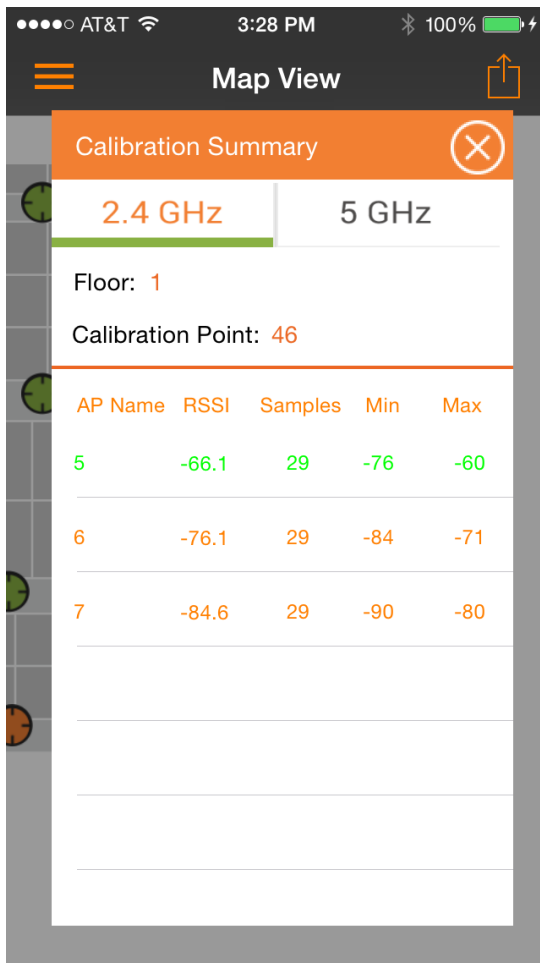 AT&T 3:28 PM 100%
Map View
Calibration Summary
2.4 GHz 5 GHz
Floor: 1
Calibration Point: 46
AP Name RSSI Samples Min Max
5 -66.1 29 -76 -60
6 -76.1 29 -84 -71
7 -84.6 29 -90 -80